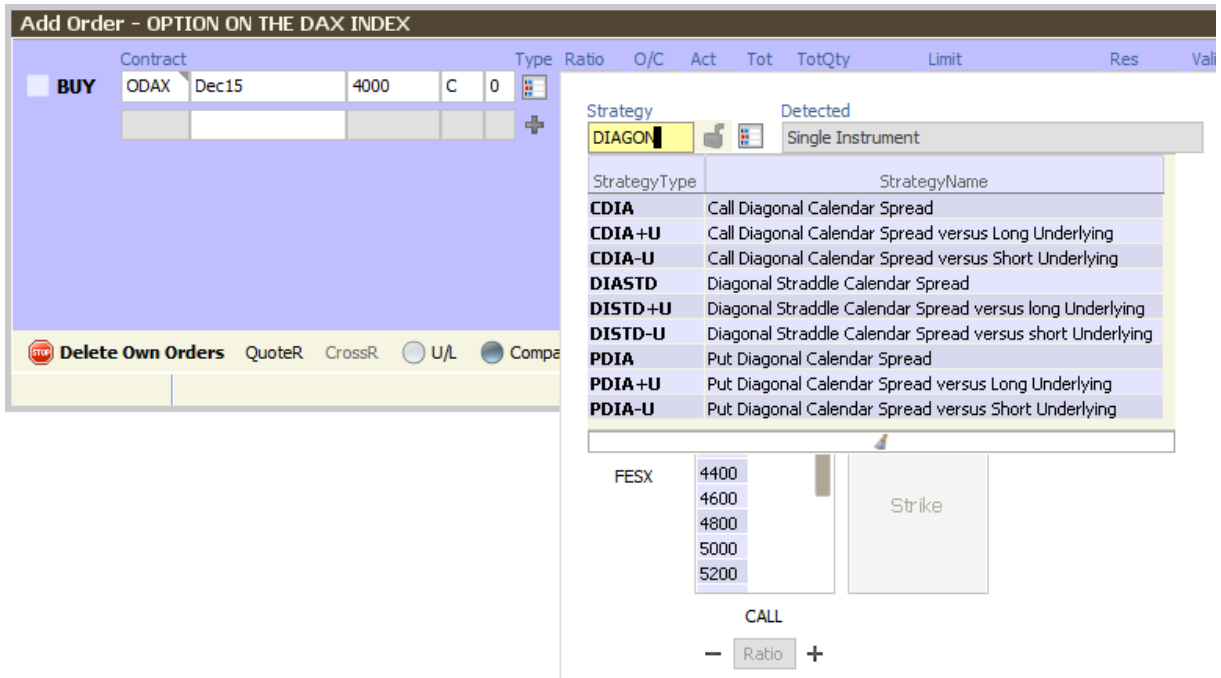 Add Order - OPTION ON THE DAX INDEX
Contract Type Ratio O/C Act Tot TotQty Limit Res Vali
BUY ODAX Dec15 4000 C 0
Strategy Detected
DIAGON Single Instrument
StrategyType StrategyName
CDIA Call Diagonal Calendar Spread
CDIA+U Call Diagonal Calendar Spread versus Long Underlying
CDIA-U Call Diagonal Calendar Spread versus Short Underlying
DIASTD Diagonal Straddle Calendar Spread
DISTD+U Diagonal Straddle Calendar Spread versus long Underlying
DISTD-U Diagonal Straddle Calendar Spread versus short Underlying
PDIA Put Diagonal Calendar Spread
PDIA+U Put Diagonal Calendar Spread versus Long Underlying
PDIA-U Put Diagonal Calendar Spread versus Short Underlying
STOP Delete Own Orders QuoteR CrossR U/L Compa
FESX 4400
4600
Strike
4800
5000
5200
CALL
− Ratio +